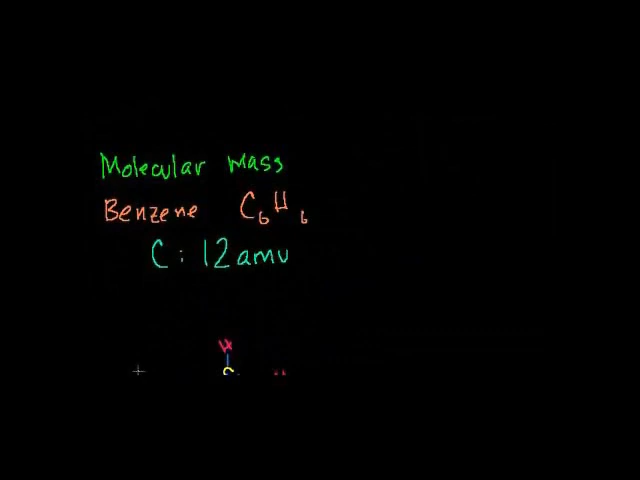 Molecular Mass
Benzene C₆H₆
C: 12amu
H
C